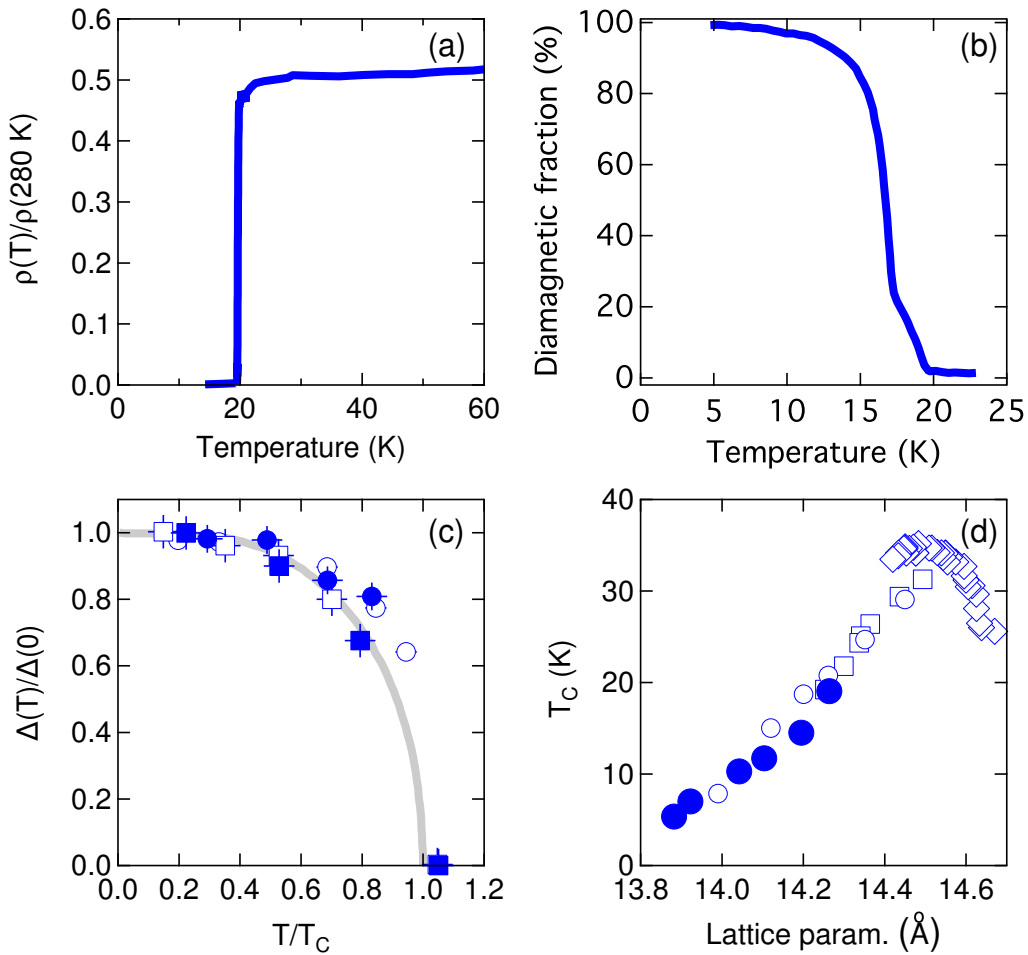 (a)
0.6
0.5
0.4
0.3
0.2
0.1
0.0
0 20 40 60
Temperature (K)
ρ(T)/ρ(280 K)
(b)
100
80
60
40
20
0
0 5 10 15 20 25
Temperature (K)
Diamagnetic fraction (%)
(c)
1.0
0.8
0.6
0.4
0.2
0.0
0.0 0.2 0.4 0.6 0.8 1.0 1.2
T/T_C
Δ(T)/Δ(0)
(d)
40
30
20
10
0
13.8 14.0 14.2 14.4 14.6
Lattice param. (Å)
T_C (K)